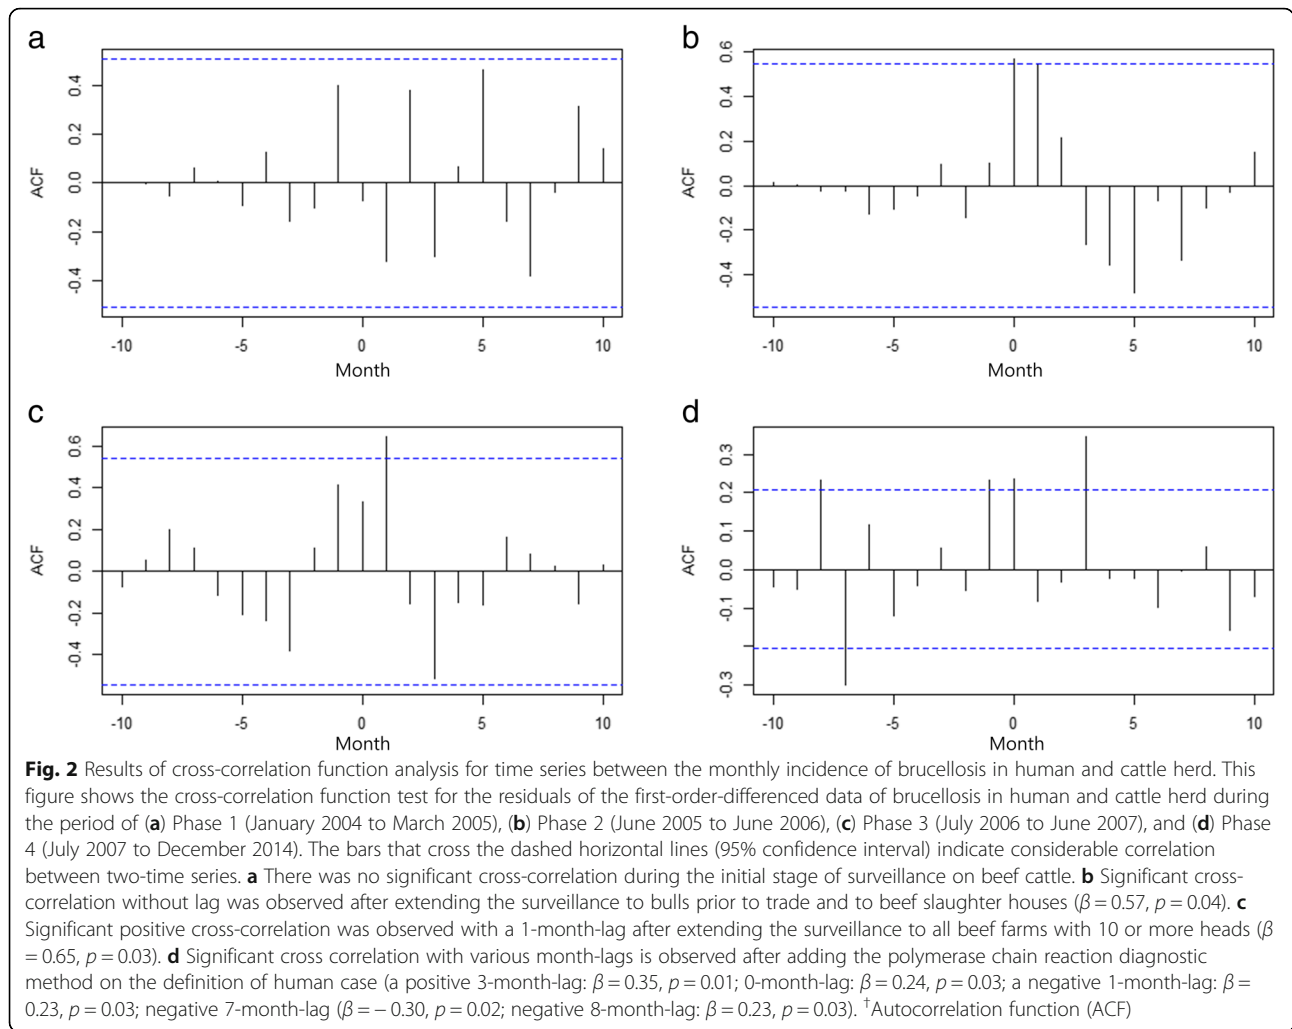 a
ACF
0.4
0.2
0.0
-0.2
-0.4
-10 -5 0 5 10
Month
b
ACF
0.6
0.4
0.2
0.0
-0.2
-0.4
-10 -5 0 5 10
Month
c
ACF
0.6
0.4
0.2
0.0
-0.2
-0.4
-10 -5 0 5 10
Month
d
ACF
0.3
0.2
0.1
0.0
-0.1
-0.3
-10 -5 0 5 10
Month
Fig. 2 Results of cross-correlation function analysis for time series between the monthly incidence of brucellosis in human and cattle herd. This
figure shows the cross-correlation function test for the residuals of the first-order-differenced data of brucellosis in human and cattle herd during
the period of (a) Phase 1 (January 2004 to March 2005), (b) Phase 2 (June 2005 to June 2006), (c) Phase 3 (July 2006 to June 2007), and (d) Phase
4 (July 2007 to December 2014). The bars that cross the dashed horizontal lines (95% confidence interval) indicate considerable correlation
between two-time series. a There was no significant cross-correlation during the initial stage of surveillance on beef cattle. b Significant cross-
correlation without lag was observed after extending the surveillance to bulls prior to trade and to beef slaughter houses (β = 0.57, p = 0.04). c
Significant positive cross-correlation was observed with a 1-month-lag after extending the surveillance to all beef farms with 10 or more heads (β
= 0.65, p = 0.03). d Significant cross correlation with various month-lags is observed after adding the polymerase chain reaction diagnostic
method on the definition of human case (a positive 3-month-lag: β = 0.35, p = 0.01; 0-month-lag: β = 0.24, p = 0.03; a negative 1-month-lag: β =
0.23, p = 0.03; negative 7-month-lag (β = − 0.30, p = 0.02; negative 8-month-lag: β = 0.23, p = 0.03). †Autocorrelation function (ACF)